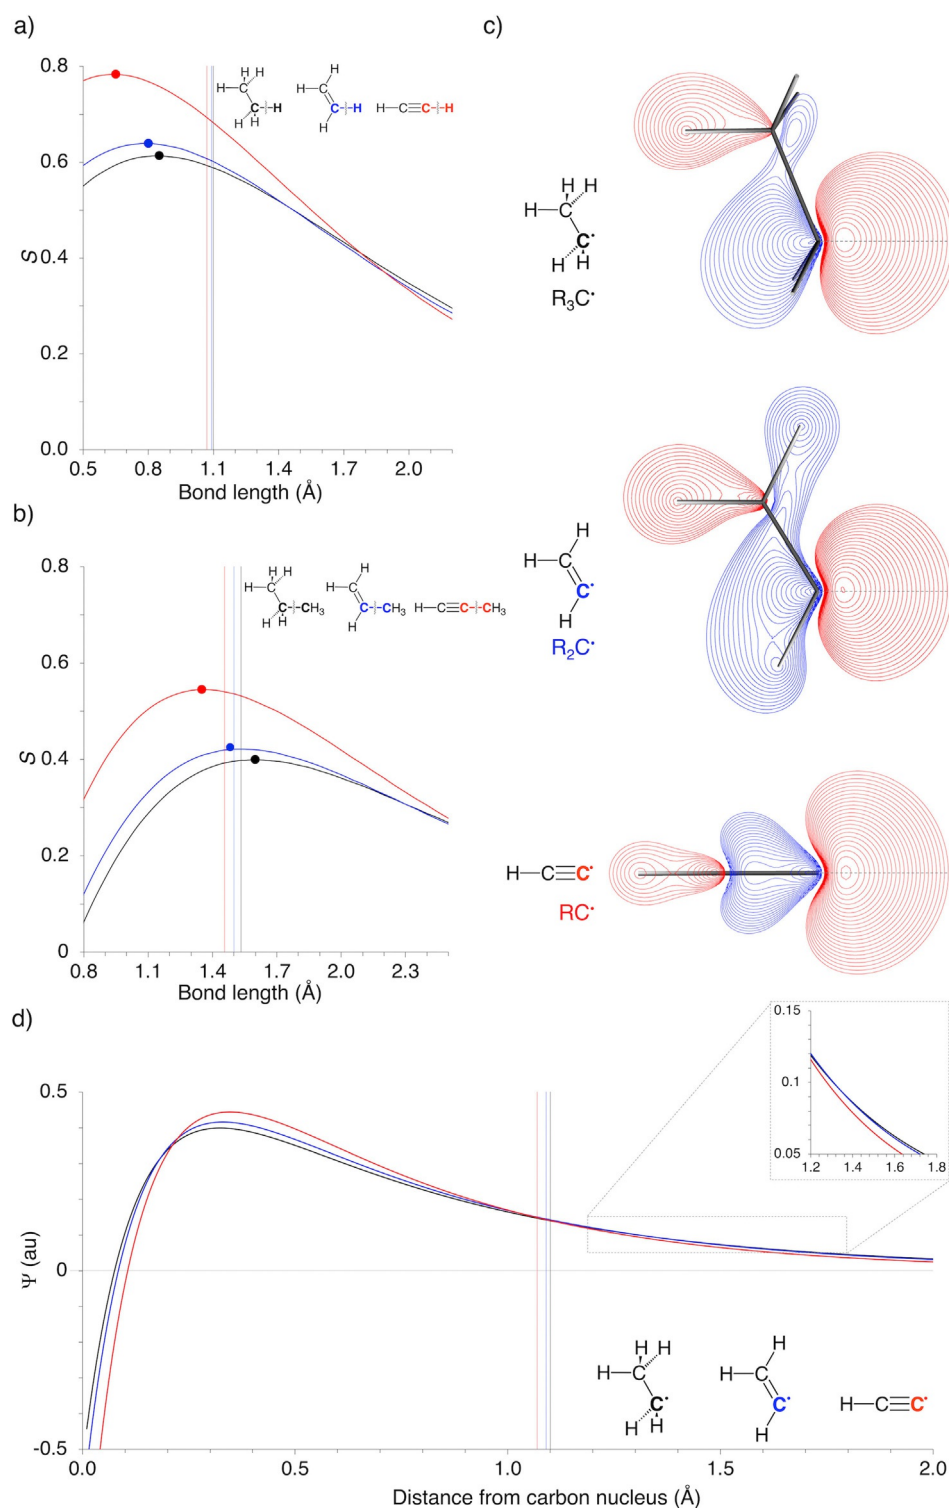 a)
0.8
0.6
0.4
0.2
0.0
S
0.5 0.8 1.1 1.4 1.7 2.0
Bond length (Å)
H H
H-C
C-H
H H
H
H-C
C-H
H
H-C≡C-H
b)
0.8
0.6
0.4
0.2
0
S
0.8 1.1 1.4 1.7 2.0 2.3
Bond length (Å)
H H
H-C
C-CH₃
H H
H
H-C
C-CH₃
H
H-C≡C-CH₃
c)
H H
H-C
C•
H H
R₃C•
H
H-C
C•
H
R₂C•
H-C≡C•
RC•
d)
0.5
0
-0.5
Ψ (au)
0.0 0.5 1.0 1.5 2.0
Distance from carbon nucleus (Å)
0.15
0.1
0.05
1.2 1.4 1.6 1.8
H H
H-C
C•
H H
H
H-C
C•
H
H-C≡C•